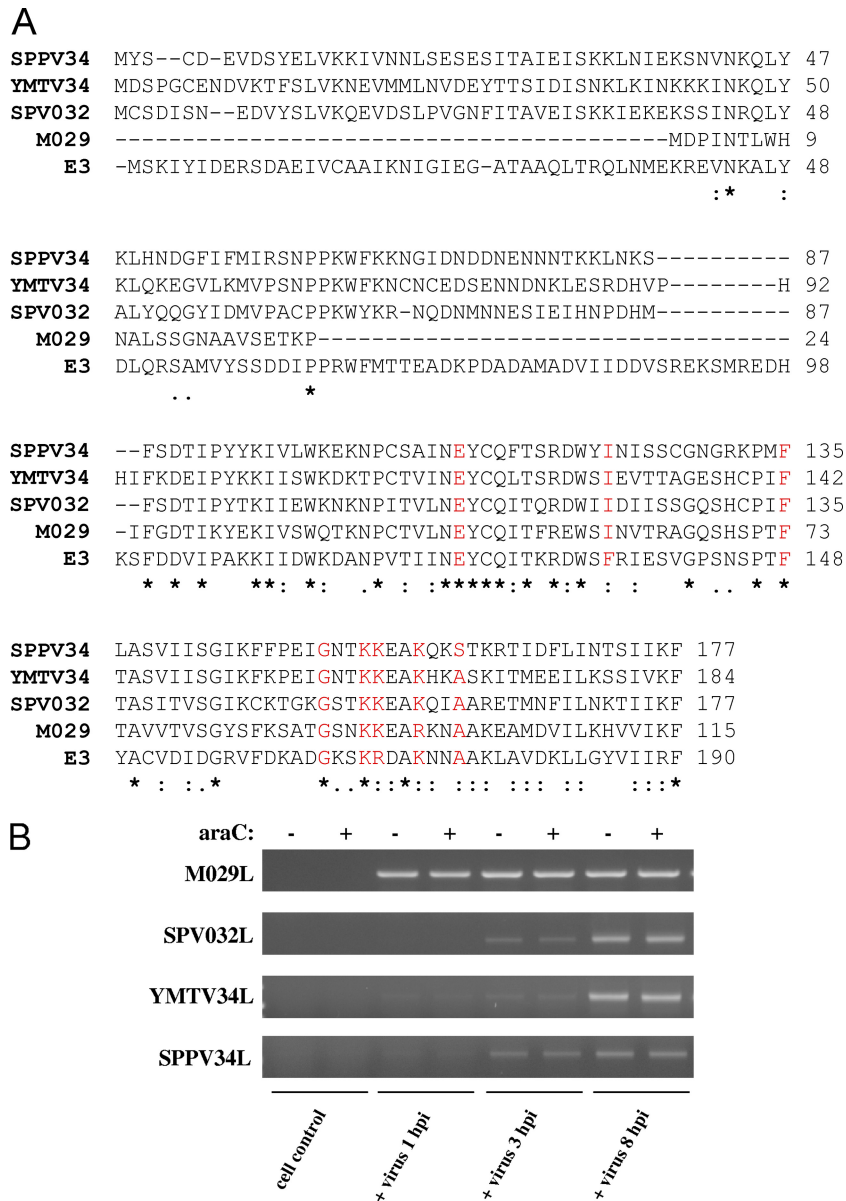 A
SPPV34 MYS--CD-EVDSYELVKKIVNNLSESESITAIEISKKLNIEKSNVNKQLY 47
YMTV34 MDSPGCENDVKTFSLVKNEVMMLNVDEYTTSIDISNKLKINKKKINKQLY 50
SPV032 MCSDISN--EDVYSLVKQEVDSLPVGNFITAVEISKKIEKEKSSINRQLY 48
M029 -----------------------------------------MDPINTLWH 9
E3 -MSKIYIDERSDAEIVCAAIKNIGIEG-ATAAQLTRQLNMEKREVNKALY 48
:* :
SPPV34 KLHNDGFIFMIRSNPPKWFKKNGIDNDDNENNNTKKLNKS---------- 87
YMTV34 KLQKEGVLKMVPSNPPKWFKNCNCEDSENNDNKLESRDHVP--------H 92
SPV032 ALYQQGYIDMVPACPPKWYKR-NQDNMNNESIEIHNPDHM---------- 87
M029 NALSSGNAAVSETKP----------------------------------- 24
E3 DLQRSAMVYSSDDIPPRWFMTTEADKPDADAMADVIIDDVSREKSMREDH 98
.. *
SPPV34 --FSDTIPYYKIVLWKEKNPCSAINEYCQFTSRDWYINISSCGNGRKPMF 135
YMTV34 HIFKDEIPYKKIISWKDKTPCTVINEYCQLTSRDWSIEVTTAGESHCPIF 142
SPV032 --FSDTIPYTKIIEWKNKNPITVLNEYCQITQRDWIIDIISSGQSHCPIF 135
M029 -IFGDTIKYEKIVSWQTKNPCTVLNEYCQITFREWSINVTRAGQSHSPTF 73
E3 KSFDDVIPAKKIIDWKDANPVTIINEYCQITKRDWSFRIESVGPSNSPTF 148
* * * **: * .* : :*****:* *:* : : * .. * *
SPPV34 LASVIISGIKFFPEIGNTKKEAKQKSTKRTIDFLINTSIIKF 177
YMTV34 TASVIISGIKFKPEIGNTKKEAKHKASKITMEEILKSSIVKF 184
SPV032 TASITVSGIKCKTGKGSTKKEAKQIAARETMNFILNKTIIKF 177
M029 TAVVTVSGYSFKSATGSNKKEARKNAAKEAMDVILKHVVIKF 115
E3 YACVDIDGRVFDKADGKSKRDAKNNAAKLAVDKLLGYVIIRF 190
* : :.* *..*::*:: ::: :: :: :::*
B
araC: - + - + - + - +
M029L
SPV032L
YMTV34L
SPPV34L
cell control
+ virus 1 hpi
+ virus 3 hpi
+ virus 8 hpi